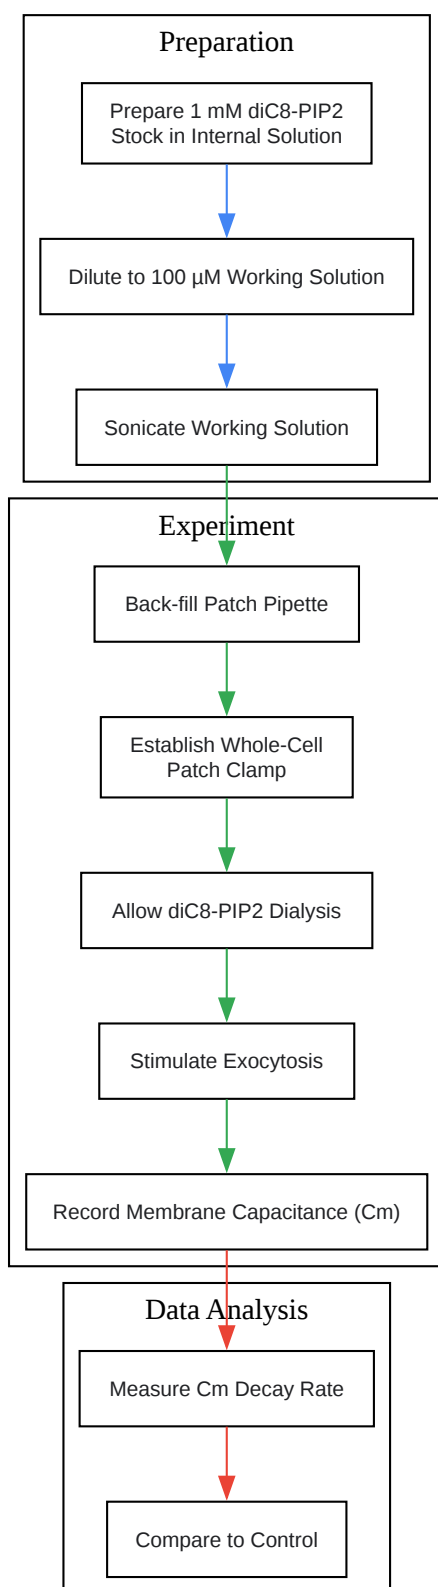 Preparation
Prepare 1 mM diC8-PIP2
Stock in Internal Solution
Dilute to 100 µM Working Solution
Sonicate Working Solution
Experiment
Back-fill Patch Pipette
Establish Whole-Cell
Patch Clamp
Allow diC8-PIP2 Dialysis
Stimulate Exocytosis
Record Membrane Capacitance (Cm)
Data Analysis
Measure Cm Decay Rate
Compare to Control